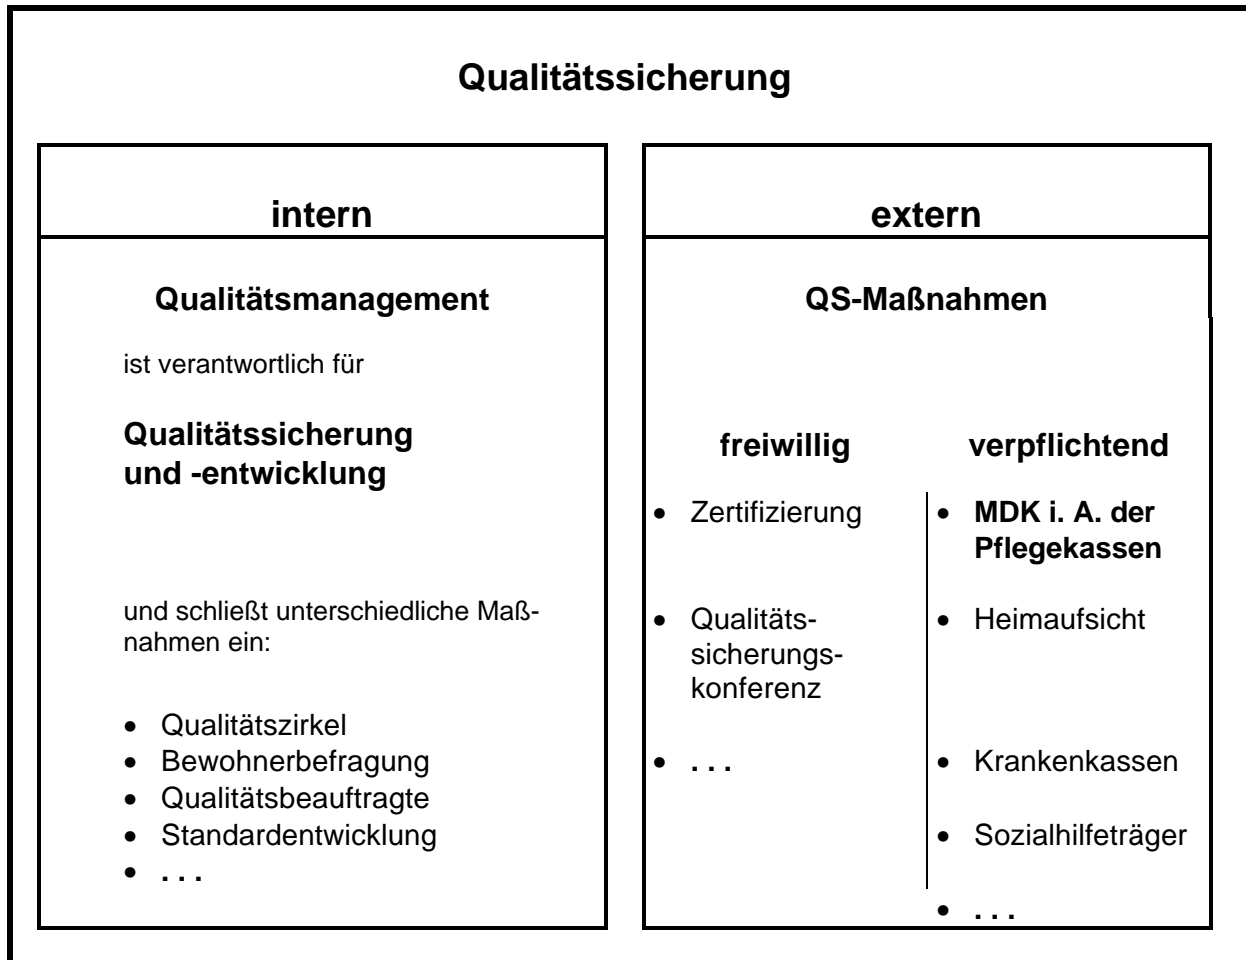 Qualitätssicherung
intern
Qualitätsmanagement
ist verantwortlich für
Qualitätssicherung
und -entwicklung
und schließt unterschiedliche Maß-
nahmen ein:
• Qualitätszirkel
• Bewohnerbefragung
• Qualitätsbeauftragte
• Standardentwicklung
• . . .
extern
QS-Maßnahmen
freiwillig
• Zertifizierung
• Qualitäts-
sicherungs-
konferenz
• . . .
verpflichtend
• MDK i. A. der
Pflegekassen
• Heimaufsicht
• Krankenkassen
• Sozialhilfeträger
• . . .